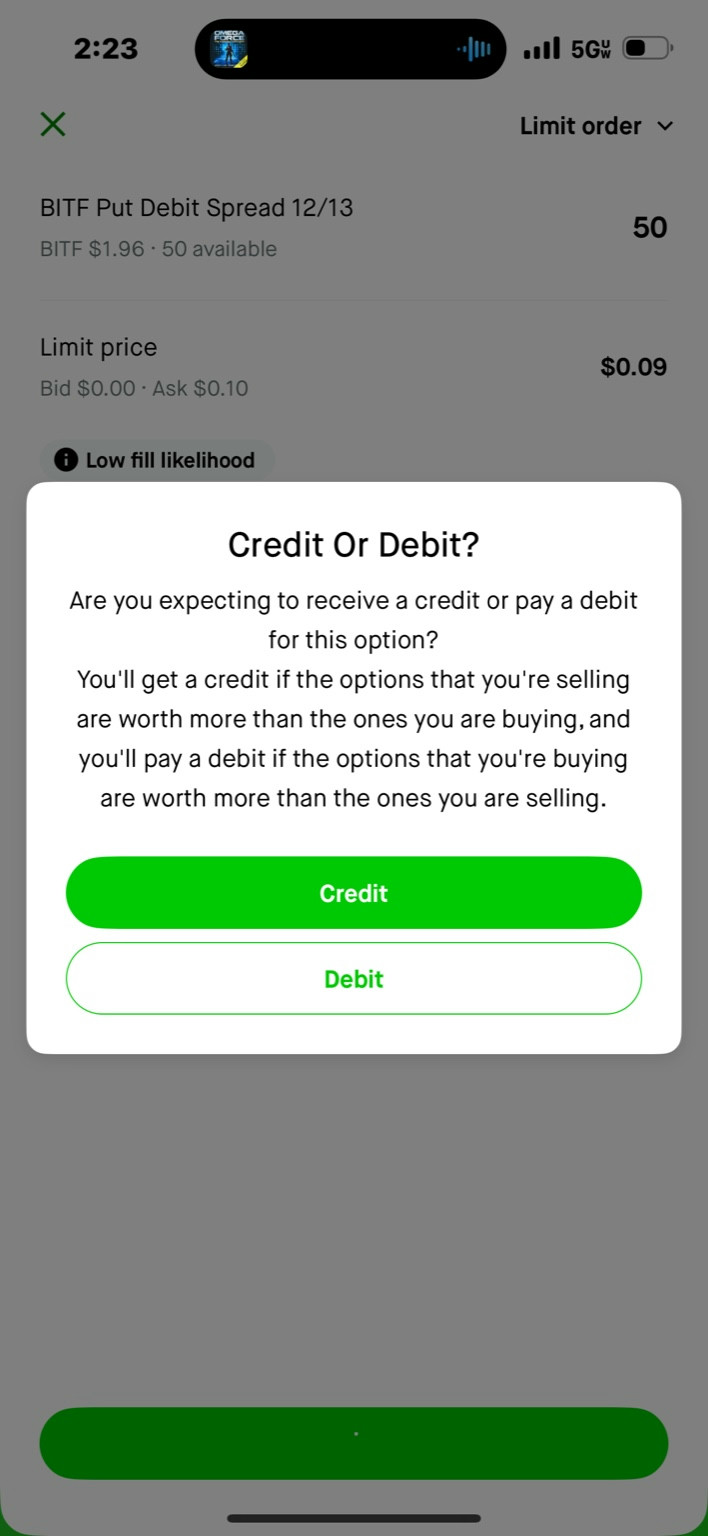 2:23
OMEGA
FORCE
5GUW
Limit order
BITF Put Debit Spread 12/13
50
BITF $1.96 · 50 available
Limit price
$0.09
Bid $0.00 · Ask $0.10
Low fill likelihood
Credit Or Debit?
Are you expecting to receive a credit or pay a debit
for this option?
You'll get a credit if the options that you're selling
are worth more than the ones you are buying, and
you'll pay a debit if the options that you're buying
are worth more than the ones you are selling.
Credit
Debit